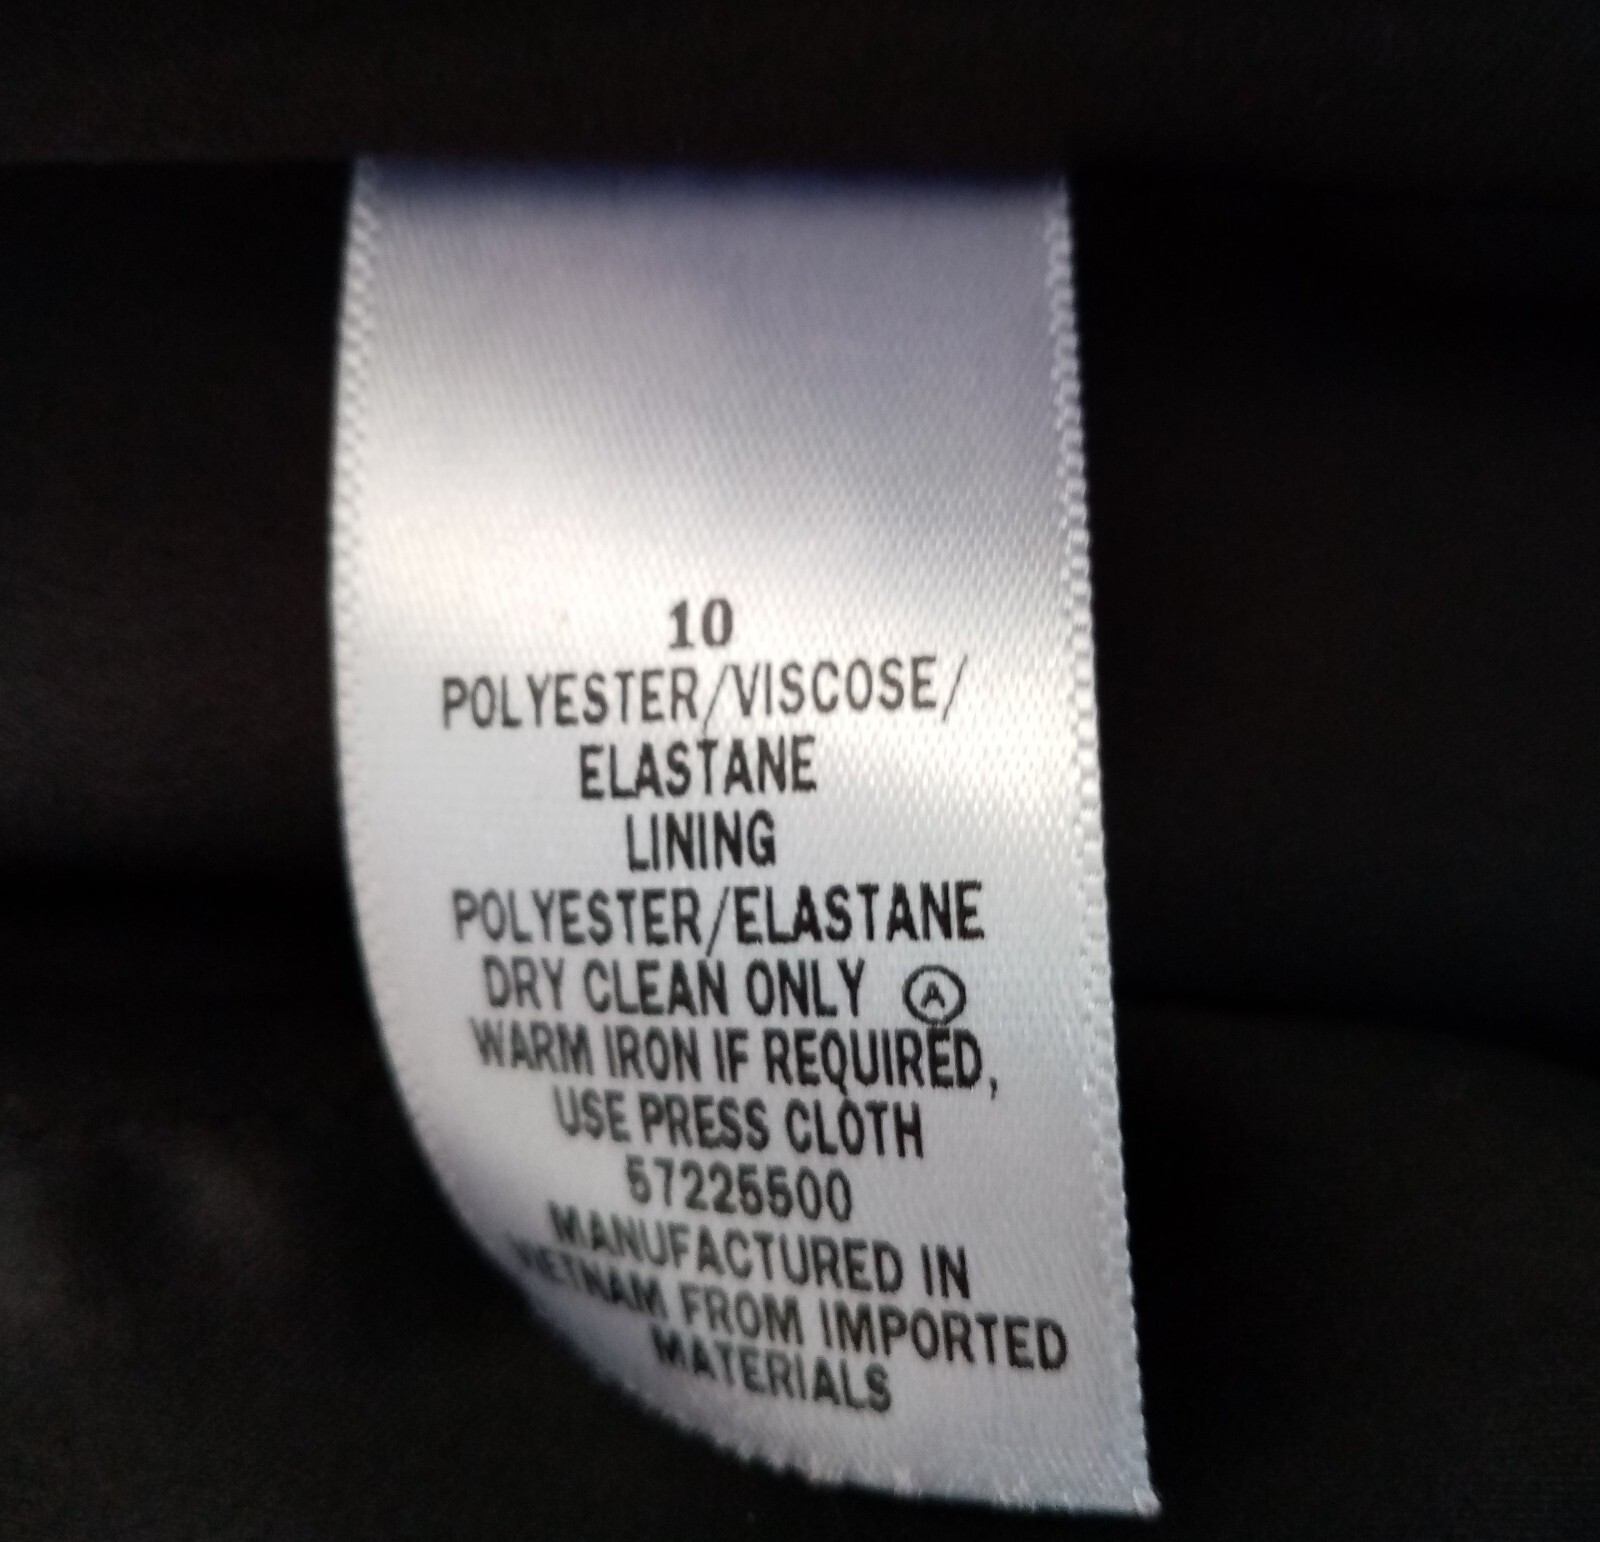 10
POLYESTER/VISCOSE/
ELASTANE
LINING
POLYESTER/ELASTANE
DRY CLEAN ONLY Ⓐ
WARM IRON IF REQUIRED,
USE PRESS CLOTH
57225500
MANUFACTURED IN
VIETNAM FROM IMPORTED
MATERIALS